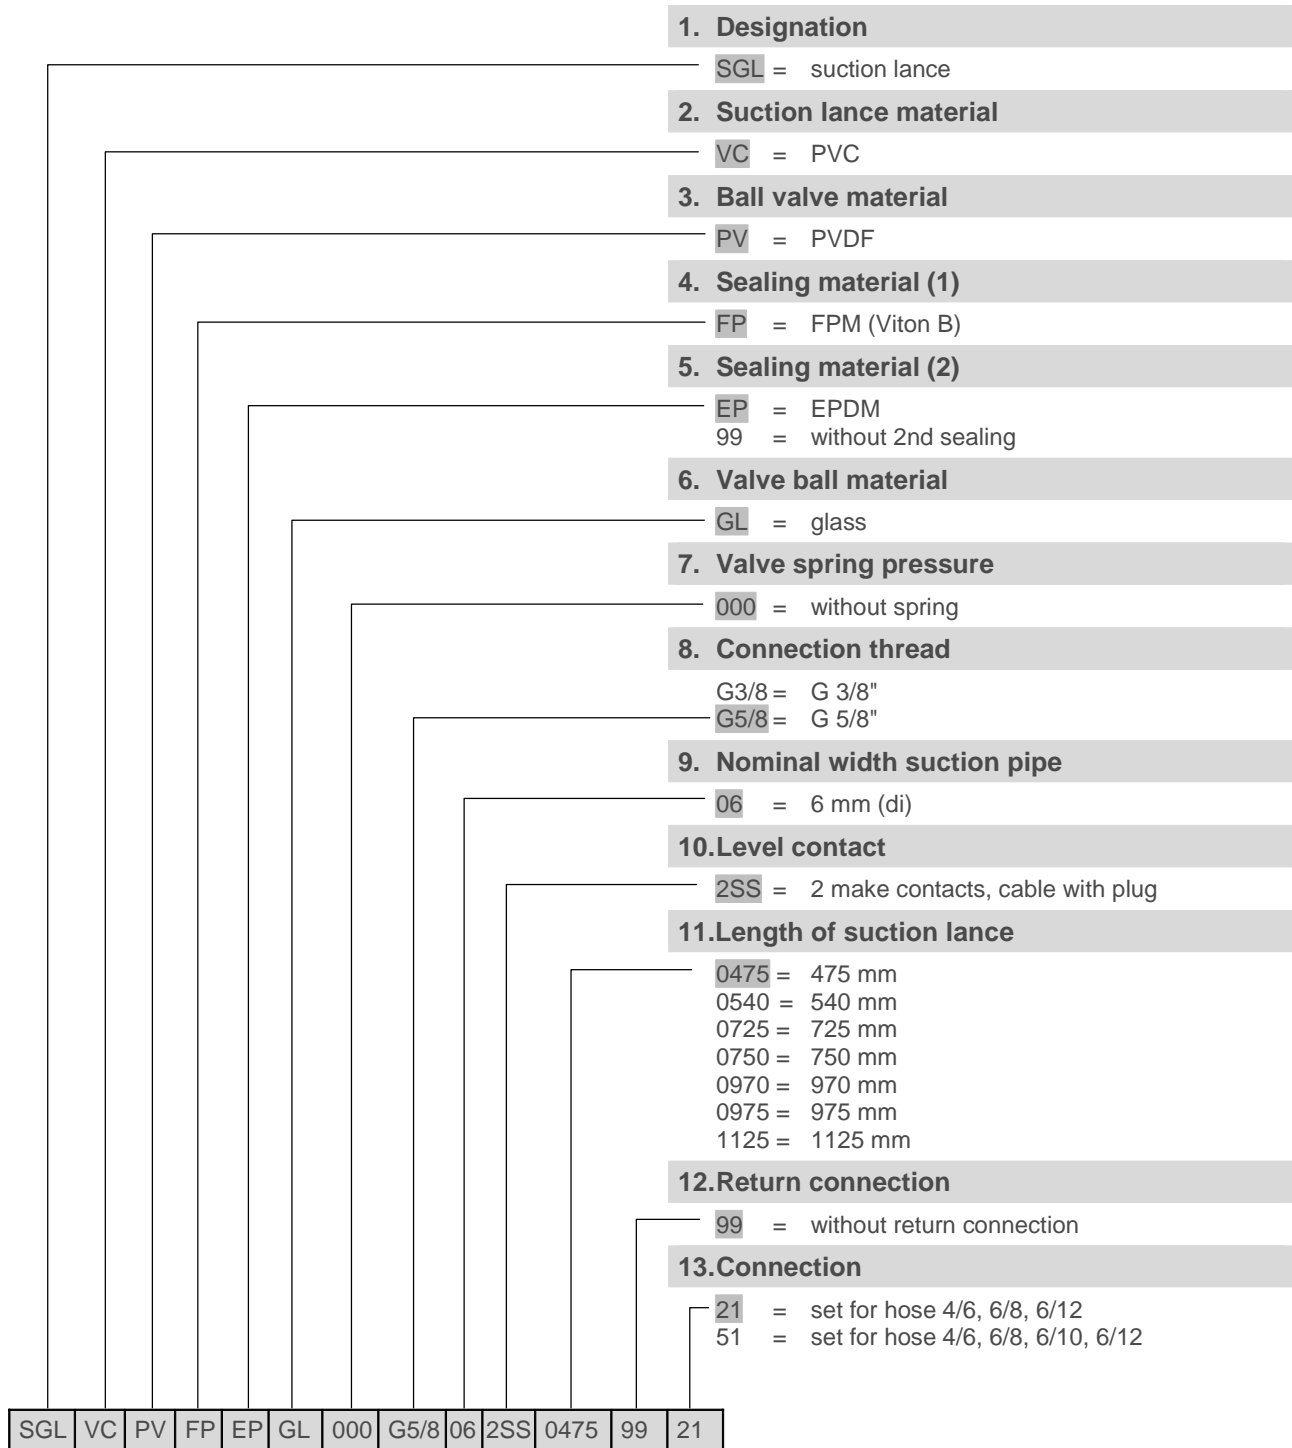 1. Designation
SGL = suction lance
2. Suction lance material
VC = PVC
3. Ball valve material
PV = PVDF
4. Sealing material (1)
FP = FPM (Viton B)
5. Sealing material (2)
EP = EPDM
99 = without 2nd sealing
6. Valve ball material
GL = glass
7. Valve spring pressure
000 = without spring
8. Connection thread
G3/8 = G 3/8"
G5/8 = G 5/8"
9. Nominal width suction pipe
06 = 6 mm (di)
10.Level contact
2SS = 2 make contacts, cable with plug
11.Length of suction lance
0475 = 475 mm
0540 = 540 mm
0725 = 725 mm
0750 = 750 mm
0970 = 970 mm
0975 = 975 mm
1125 = 1125 mm
12.Return connection
99 = without return connection
13.Connection
21 = set for hose 4/6, 6/8, 6/12
51 = set for hose 4/6, 6/8, 6/10, 6/12
SGL VC PV FP EP GL 000 G5/8 06 2SS 0475 99 21